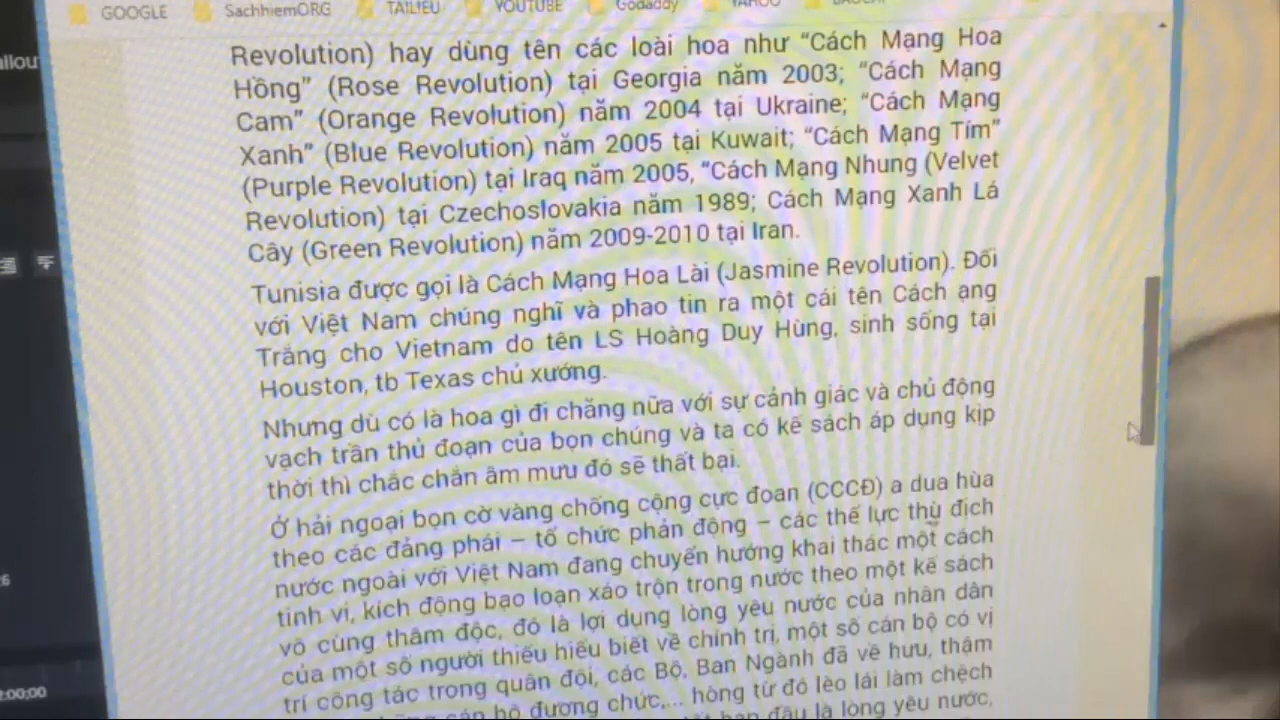 GOOGLE SachhiemORG TAILIEU YOUTUBE Godaddy YAHOO
allout
Revolution) hay dùng tên các loài hoa như “Cách Mạng Hoa
Hồng” (Rose Revolution) tại Georgia năm 2003; “Cách Mạng
Cam” (Orange Revolution) năm 2004 tại Ukraine; “Cách Mạng
Xanh” (Blue Revolution) năm 2005 tại Kuwait; “Cách Mạng Tím”
(Purple Revolution) tại Iraq năm 2005, “Cách Mạng Nhung (Velvet
Revolution) tại Czechoslovakia năm 1989; Cách Mạng Xanh Lá
Cây (Green Revolution) năm 2009-2010 tại Iran.
Tunisia được gọi là Cách Mạng Hoa Lài (Jasmine Revolution). Đối
với Việt Nam chúng nghĩ và phao tin ra một cái tên Cách ạng
Trắng cho Vietnam do tên LS Hoàng Duy Hùng, sinh sống tại
Houston, tb Texas chủ xướng.
Nhưng dù có là hoa gì đi chăng nữa với sự cảnh giác và chủ động
vạch trần thủ đoạn của bọn chúng và ta có kế sách áp dụng kịp
thời thì chắc chắn âm mưu đó sẽ thất bại.
Ở hải ngoại bọn cờ vàng chống cộng cực đoan (CCCĐ) a dua hùa
theo các đảng phái – tổ chức phản động – các thế lực thù địch
nước ngoài với Việt Nam đang chuyển hướng khai thác một cách
tinh vi, kích động bạo loạn xáo trộn trong nước theo một kế sách
vô cùng thâm độc, đó là lợi dụng lòng yêu nước của nhân dân
của một số người thiếu hiểu biết về chính trị, một số cán bộ có vị
trí công tác trong quân đội, các Bộ, Ban Ngành đã về hưu, thậm
cán bộ đương chức,... hòng từ đó lèo lái làm chệch
ban đầu là lòng yêu nước,
:00;00